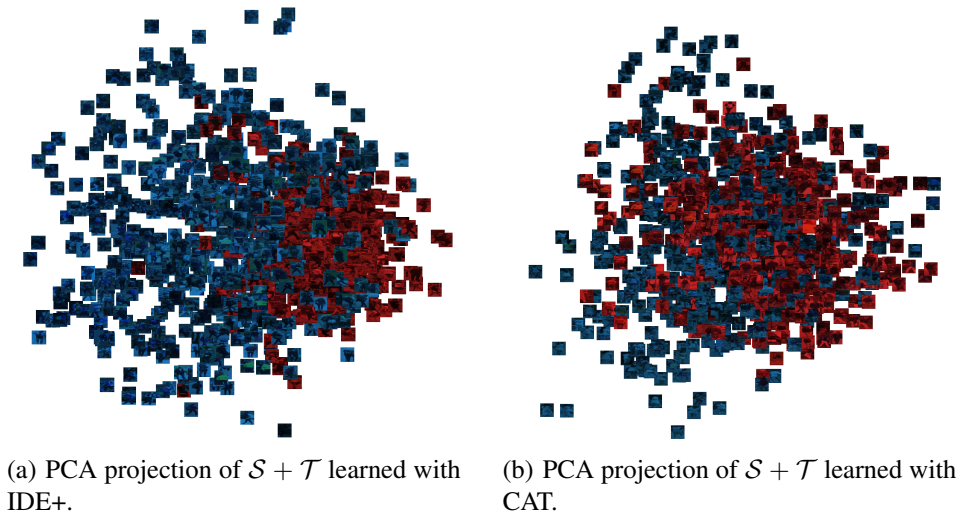 (a) PCA projection of 𝒮 + 𝒯 learned with
IDE+.
(b) PCA projection of 𝒮 + 𝒯 learned with
CAT.